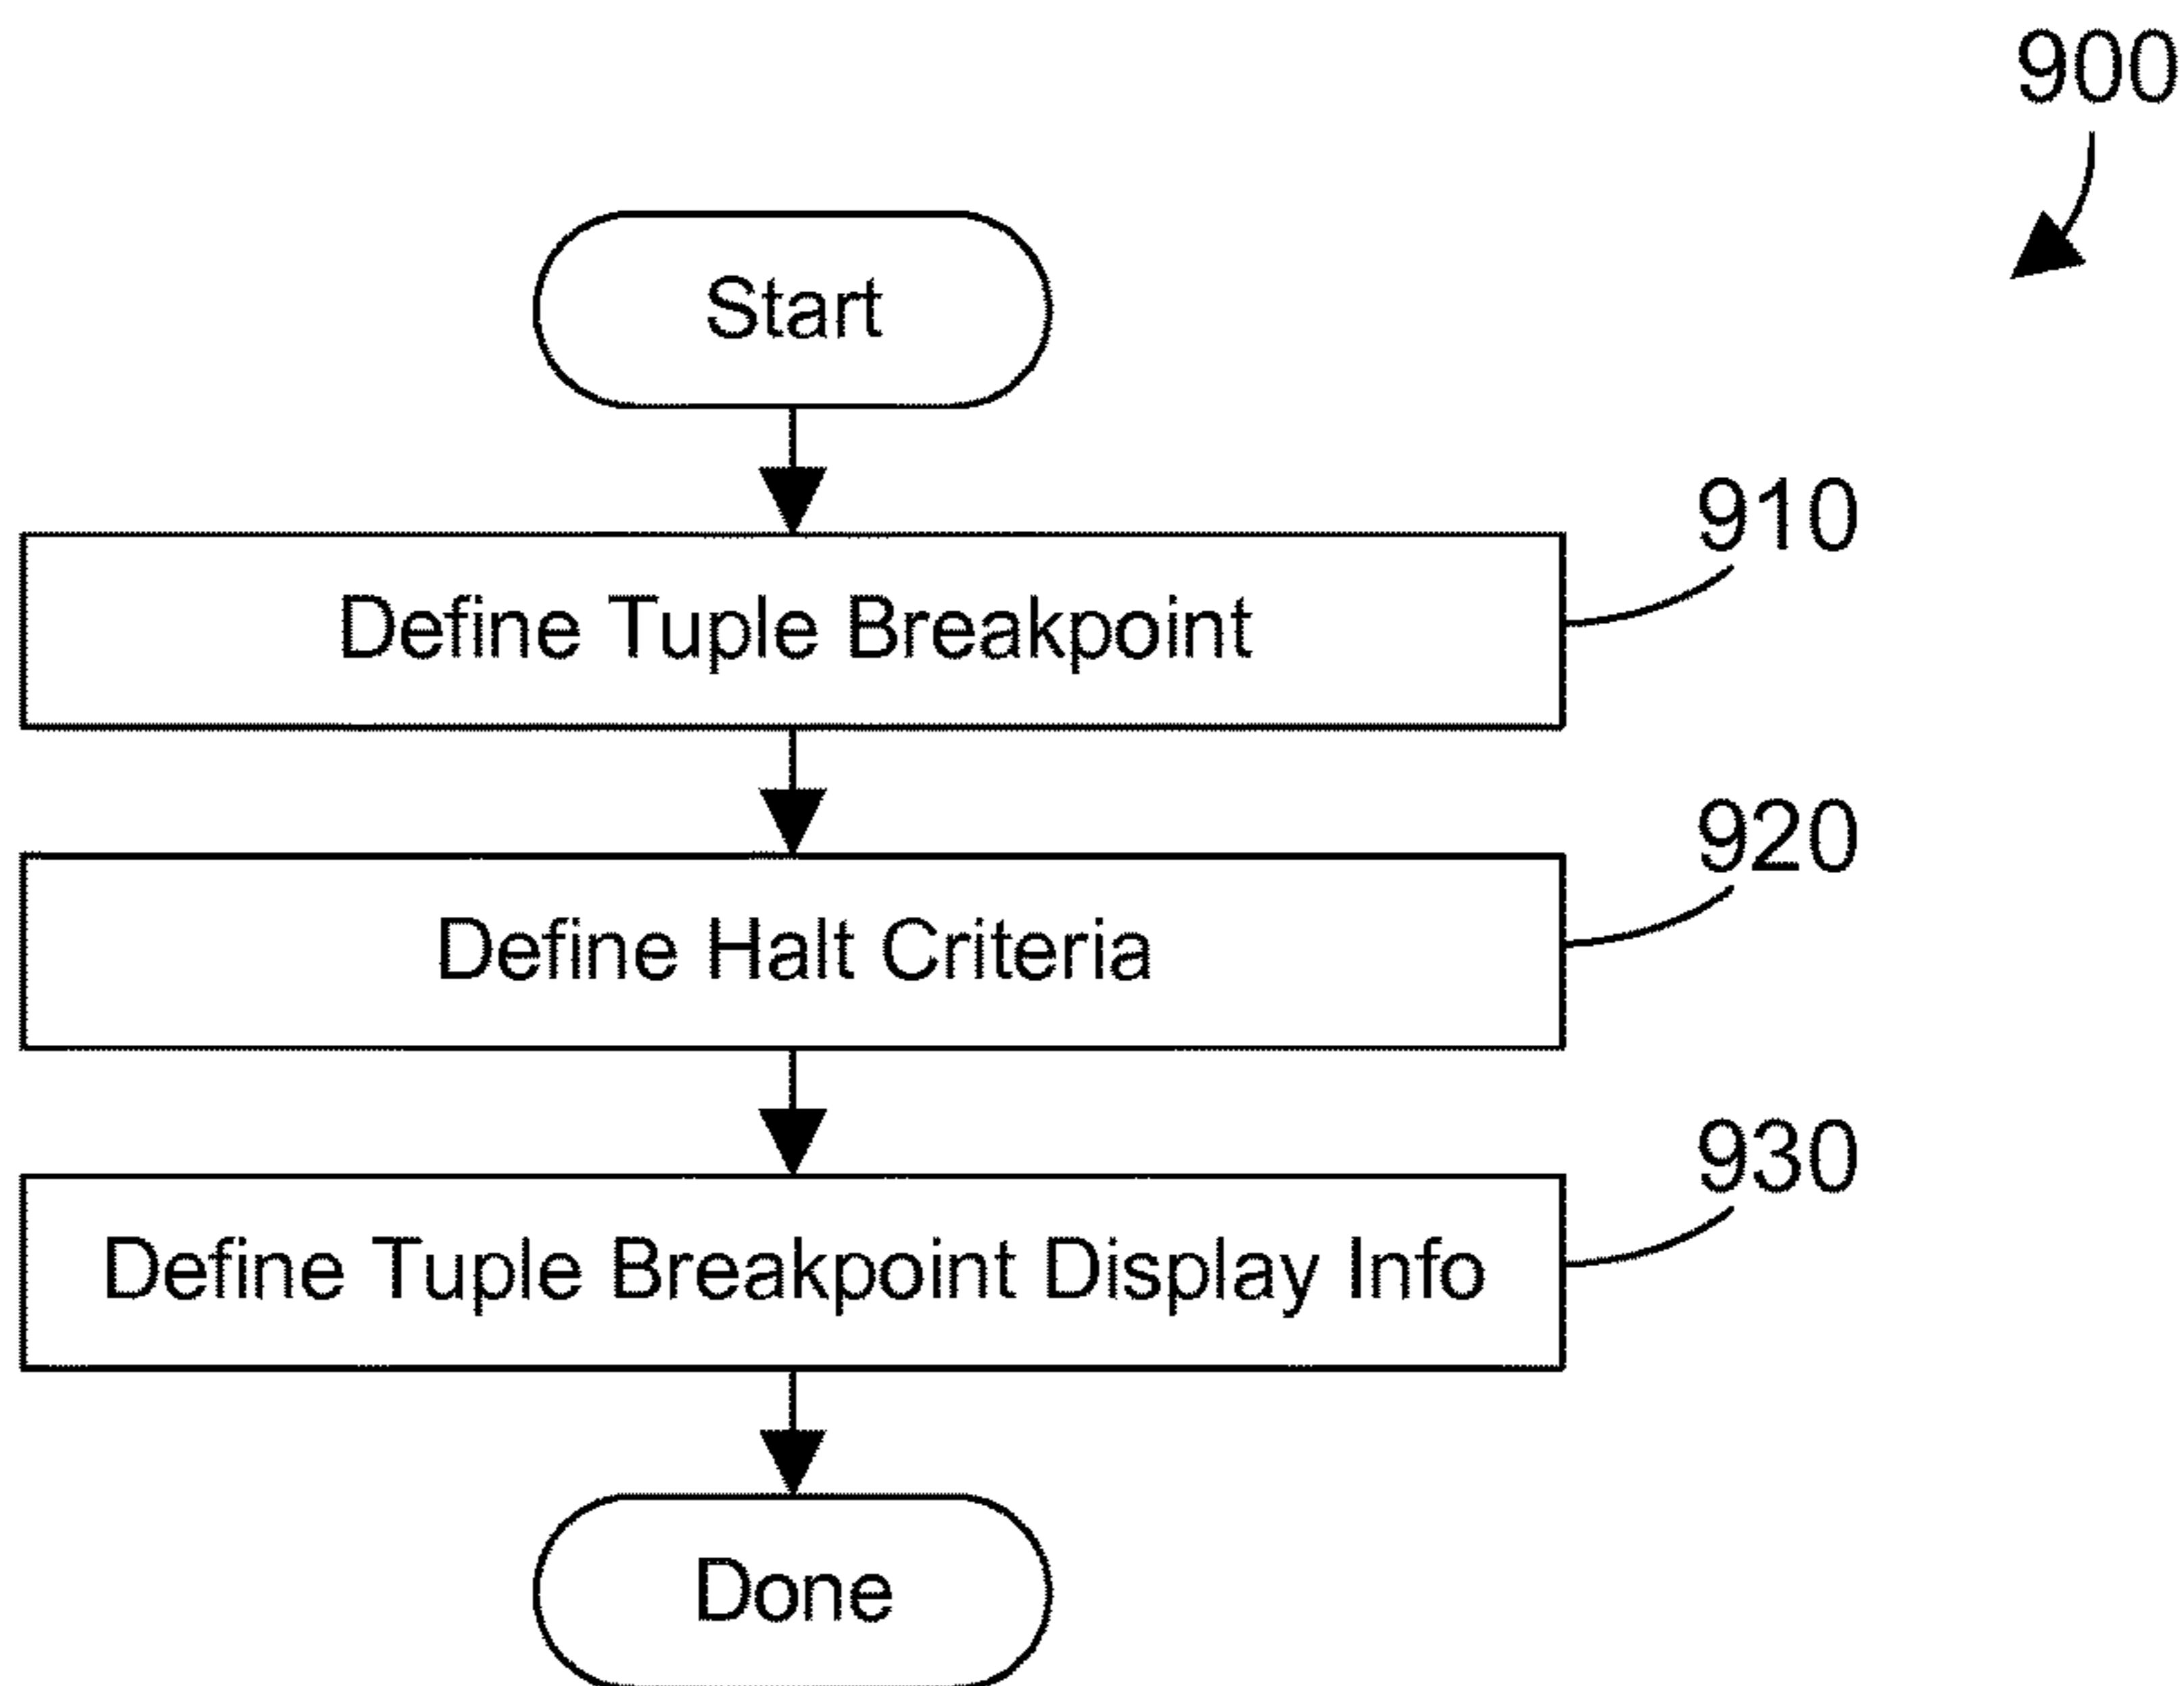 900
Start
910
Define Tuple Breakpoint
920
Define Halt Criteria
930
Define Tuple Breakpoint Display Info
Done